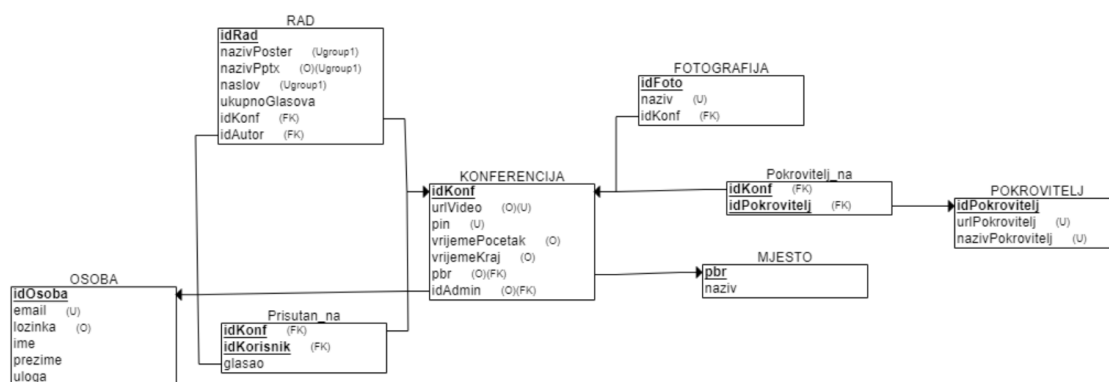 RAD
idRad
nazivPoster (Ugroup1)
nazivPptx (O)(Ugroup1)
naslov (Ugroup1)
ukupnoGlasova
idKonf (FK)
idAutor (FK)
FOTOGRAFIJA
idFoto
naziv (U)
idKonf (FK)
KONFERENCIJA
idKonf
urlVideo (O)(U)
pin (U)
vrijemePocetak (O)
vrijemeKraj (O)
pbr (O)(FK)
idAdmin (O)(FK)
Pokrovitelj_na
idKonf (FK)
idPokrovitelj (FK)
POKROVITELJ
idPokrovitelj
urlPokrovitelj (U)
nazivPokrovitelj (U)
MJESTO
pbr
naziv
OSOBA
idOsoba
email (U)
lozinka (O)
ime
prezime
uloga
Prisutan_na
idKonf (FK)
idKorisnik (FK)
glasao